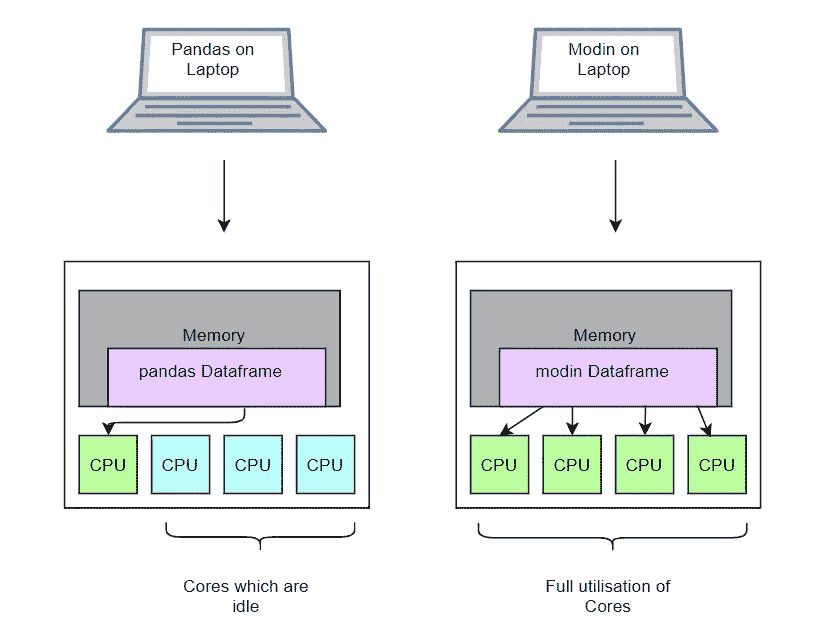 Pandas on
Laptop
Memory
pandas Dataframe
CPU
CPU
CPU
CPU
Cores which are
idle
Modin on
Laptop
Memory
modin Dataframe
CPU
CPU
CPU
CPU
Full utilisation of
Cores